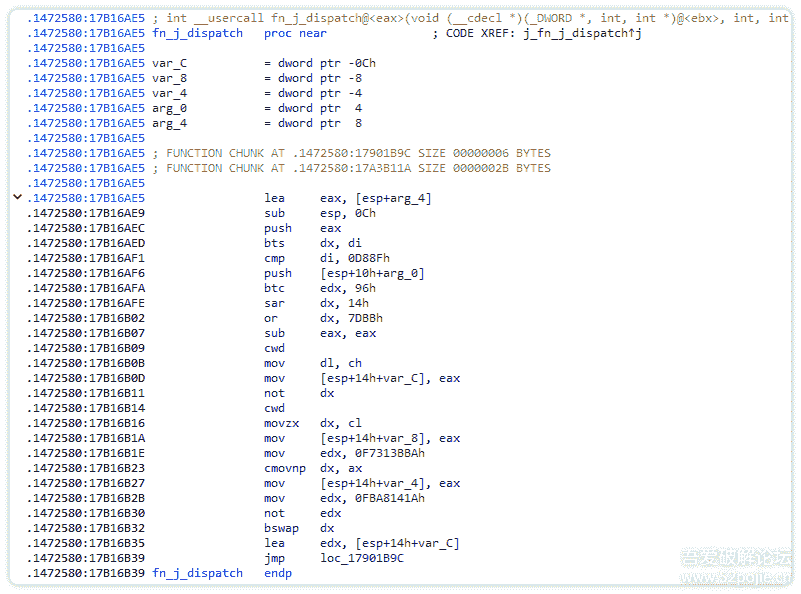 .1472580:17B16AE5 ; int __usercall fn_j_dispatch@<eax>(void (__cdecl *)(_DWORD *, int, int *)@<ebx>, int, int
.1472580:17B16AE5 fn_j_dispatch   proc near               ; CODE XREF: j_fn_j_dispatch↑j
.1472580:17B16AE5
.1472580:17B16AE5 var_C           = dword ptr -0Ch
.1472580:17B16AE5 var_8           = dword ptr -8
.1472580:17B16AE5 var_4           = dword ptr -4
.1472580:17B16AE5 arg_0           = dword ptr  4
.1472580:17B16AE5 arg_4           = dword ptr  8
.1472580:17B16AE5
.1472580:17B16AE5 ; FUNCTION CHUNK AT .1472580:17901B9C SIZE 00000006 BYTES
.1472580:17B16AE5 ; FUNCTION CHUNK AT .1472580:17A3B11A SIZE 0000002B BYTES
.1472580:17B16AE5
.1472580:17B16AE5                 lea     eax, [esp+arg_4]
.1472580:17B16AE9                 sub     esp, 0Ch
.1472580:17B16AEC                 push    eax
.1472580:17B16AED                 bts     dx, di
.1472580:17B16AF1                 cmp     di, 0D88Fh
.1472580:17B16AF6                 push    [esp+10h+arg_0]
.1472580:17B16AFA                 btc     edx, 96h
.1472580:17B16AFE                 sar     dx, 14h
.1472580:17B16B02                 or      dx, 7DBBh
.1472580:17B16B07                 sub     eax, eax
.1472580:17B16B09                 cwd
.1472580:17B16B0B                 mov     dl, ch
.1472580:17B16B0D                 mov     [esp+14h+var_C], eax
.1472580:17B16B11                 not     dx
.1472580:17B16B14                 cwd
.1472580:17B16B16                 movzx   dx, cl
.1472580:17B16B1A                 mov     [esp+14h+var_8], eax
.1472580:17B16B1E                 mov     edx, 0F7313BBAh
.1472580:17B16B23                 cmovnp  dx, ax
.1472580:17B16B27                 mov     [esp+14h+var_4], eax
.1472580:17B16B2B                 mov     edx, 0FBA8141Ah
.1472580:17B16B30                 not     edx
.1472580:17B16B32                 bswap   dx
.1472580:17B16B35                 lea     edx, [esp+14h+var_C]
.1472580:17B16B39                 jmp     loc_17901B9C
.1472580:17B16B39 fn_j_dispatch   endp
吾爱破解论坛
www.52pojie.cn